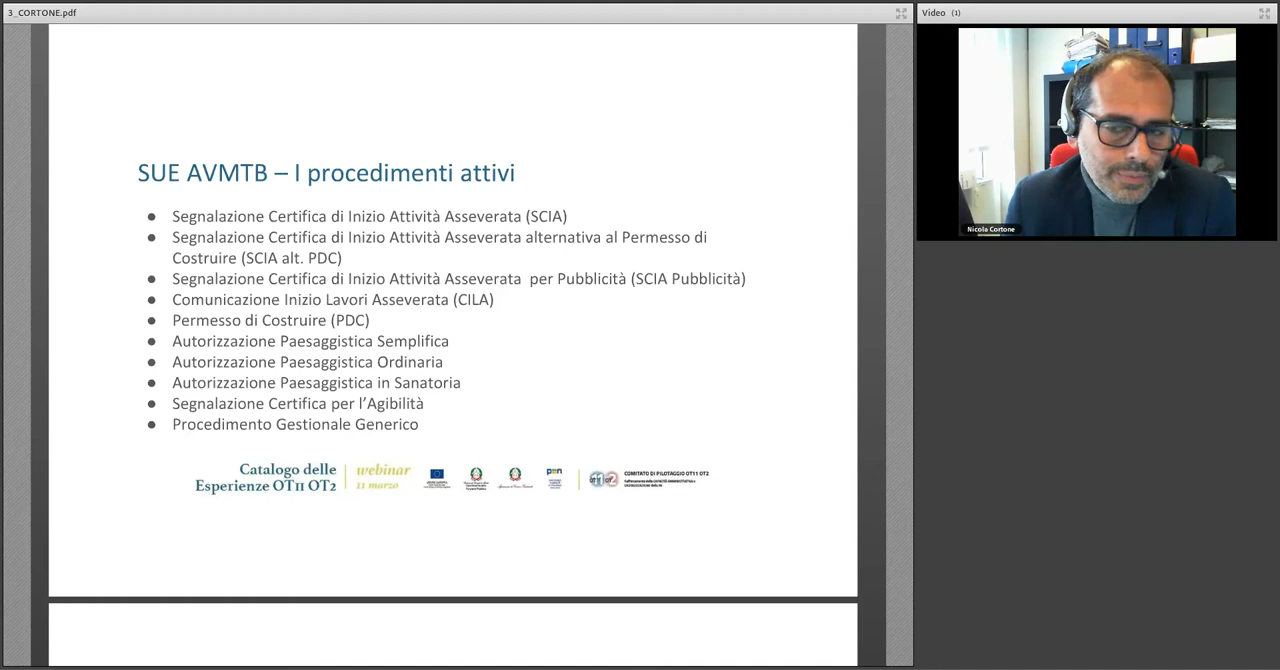 3_CORTONE.pdf
Video (1)
SUE AVMTB – I procedimenti attivi
● Segnalazione Certifica di Inizio Attività Asseverata (SCIA)
● Segnalazione Certifica di Inizio Attività Asseverata alternativa al Permesso di
Costruire (SCIA alt. PDC)
● Segnalazione Certifica di Inizio Attività Asseverata per Pubblicità (SCIA Pubblicità)
● Comunicazione Inizio Lavori Asseverata (CILA)
● Permesso di Costruire (PDC)
● Autorizzazione Paesaggistica Semplifica
● Autorizzazione Paesaggistica Ordinaria
● Autorizzazione Paesaggistica in Sanatoria
● Segnalazione Certifica per l’Agibilità
● Procedimento Gestionale Generico
Catalogo delle
Esperienze OT11 OT2
webinar
11 marzo
pon
OT11 OT2
COMITATO DI PILOTAGGIO OT11 OT2
Nicola Cortone